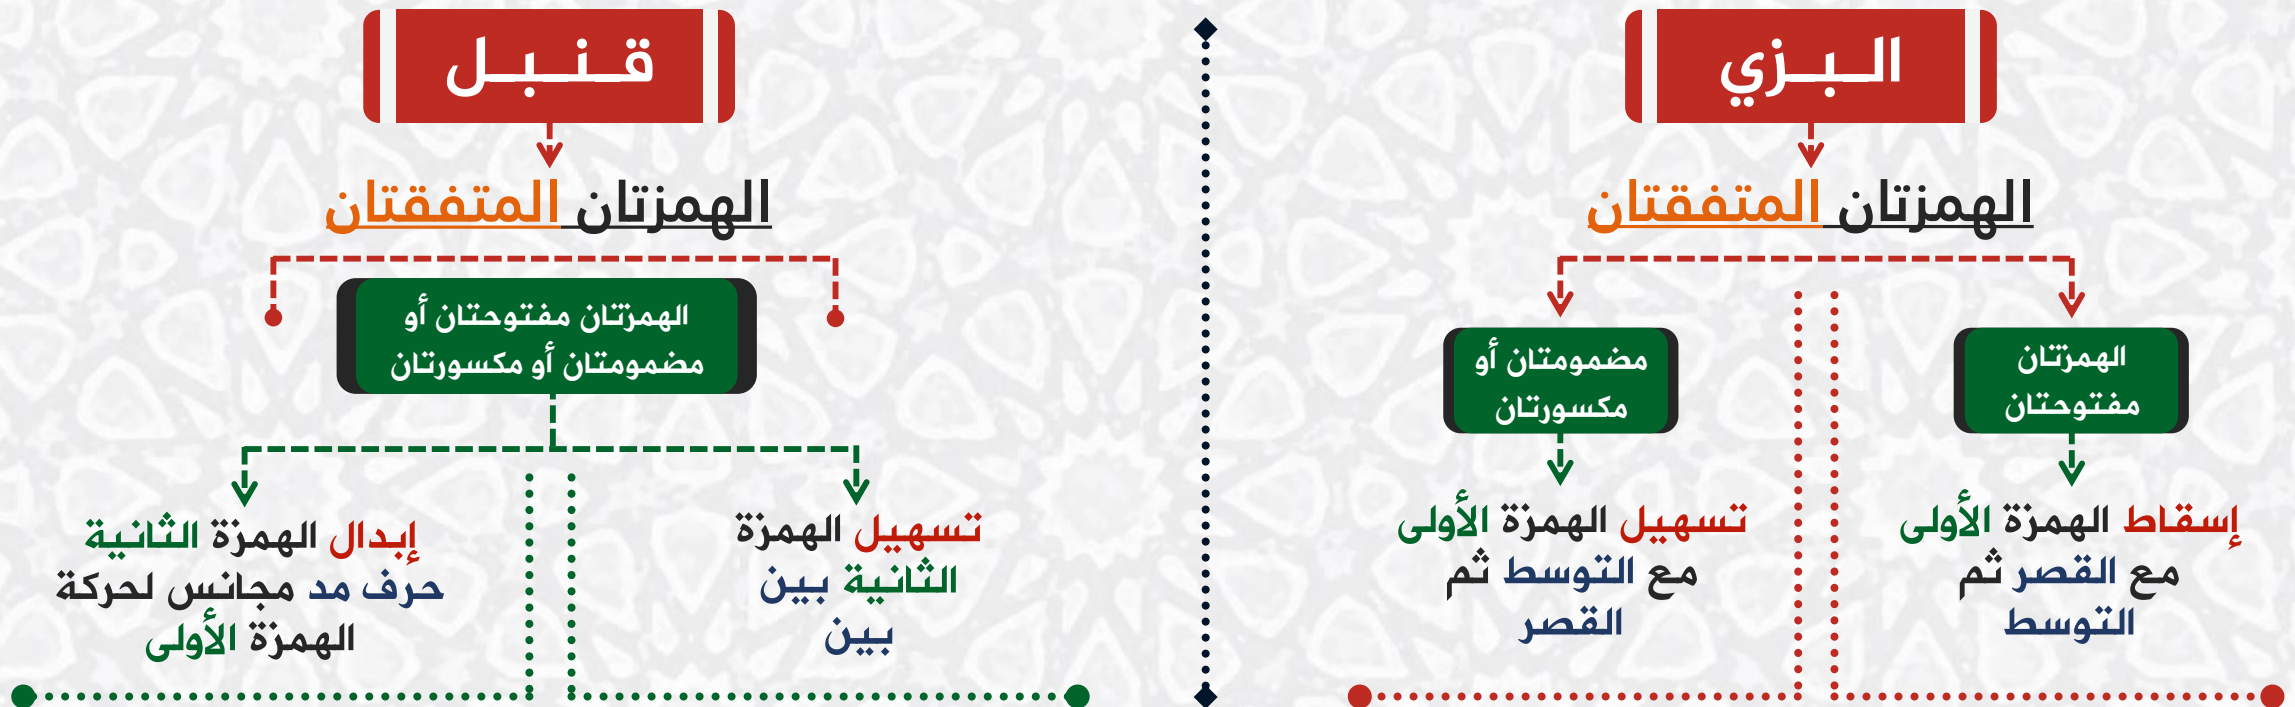 البزي
الهمزتان المتفقتان
الهمزتان
مفتوحتان
إسقاط الهمزة الأولى
مع القصر ثم
التوسط
مضمومتان أو
مكسورتان
تسهيل الهمزة الأولى
مع التوسط ثم
القصر
قنبل
الهمزتان المتفقتان
الهمزتان مفتوحتان أو
مضمومتان أو مكسورتان
تسهيل الهمزة
الثانية بين
بين
إبدال الهمزة الثانية
حرف مد مجانس لحركة
الهمزة الأولى